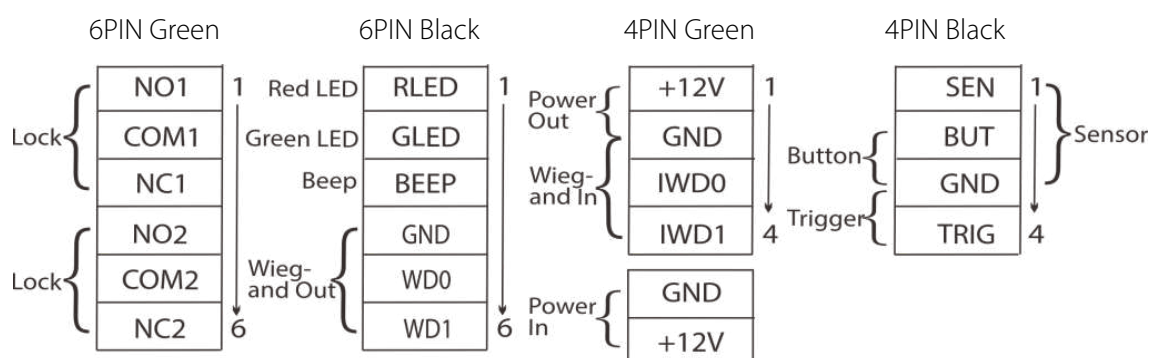 6PIN Green
6PIN Black
4PIN Green
4PIN Black
Lock
NO1
COM1
NC1
Lock
NO2
COM2
NC2
1
6
Red LED
RLED
Green LED
GLED
Beep
BEEP
Wieg-
and Out
GND
WD0
WD1
1
6
Power
Out
+12V
GND
Wieg-
and In
IWD0
IWD1
1
4
Power
In
GND
+12V
SEN
Button
BUT
GND
Trigger
TRIG
1
4
Sensor